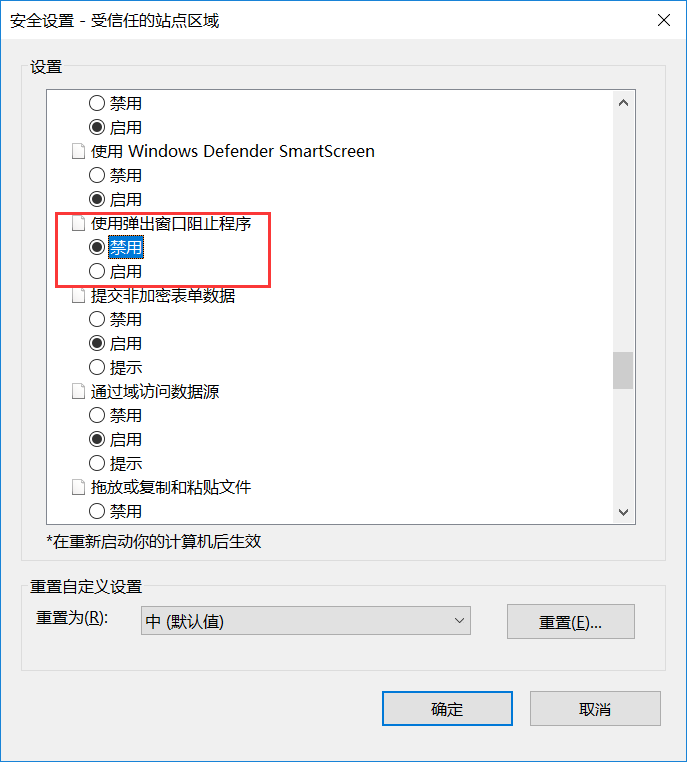 安全设置 - 受信任的站点区域
设置
禁用
启用
使用 Windows Defender SmartScreen
禁用
启用
使用弹出窗口阻止程序
禁用
启用
提交非加密表单数据
禁用
启用
提示
通过域访问数据源
禁用
启用
提示
拖放或复制和粘贴文件
禁用
*在重新启动你的计算机后生效
重置自定义设置
重置为(R): 中 (默认值) 重置(E)...
确定 取消